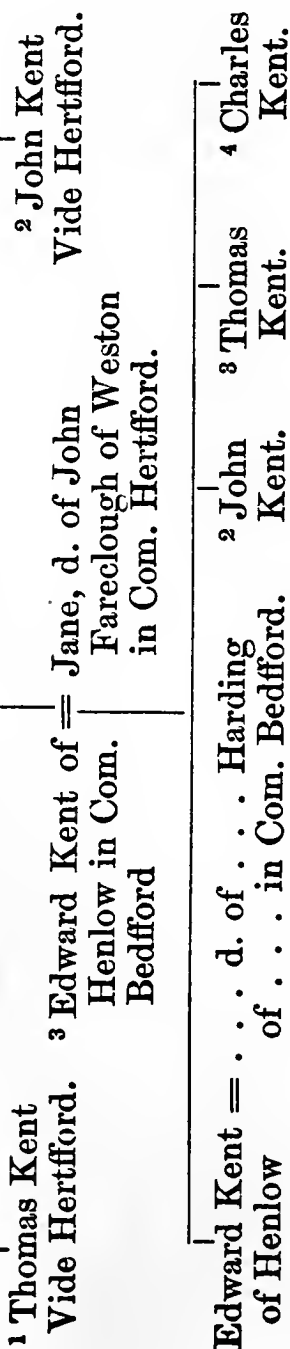 ¹ Thomas Kent
Vide Hertfford.
³ Edward Kent of = Jane, d. of John
Henlow in Com.
Bedfford
Fareclough of Weston
in Com. Hertfford.
² John Kent
Vide Hertfford.
Edward Kent = . . . d. of . . . Harding
of Henlow
of . . . in Com. Bedfford.
² John
Kent.
³ Thomas
Kent.
⁴ Charles
Kent.